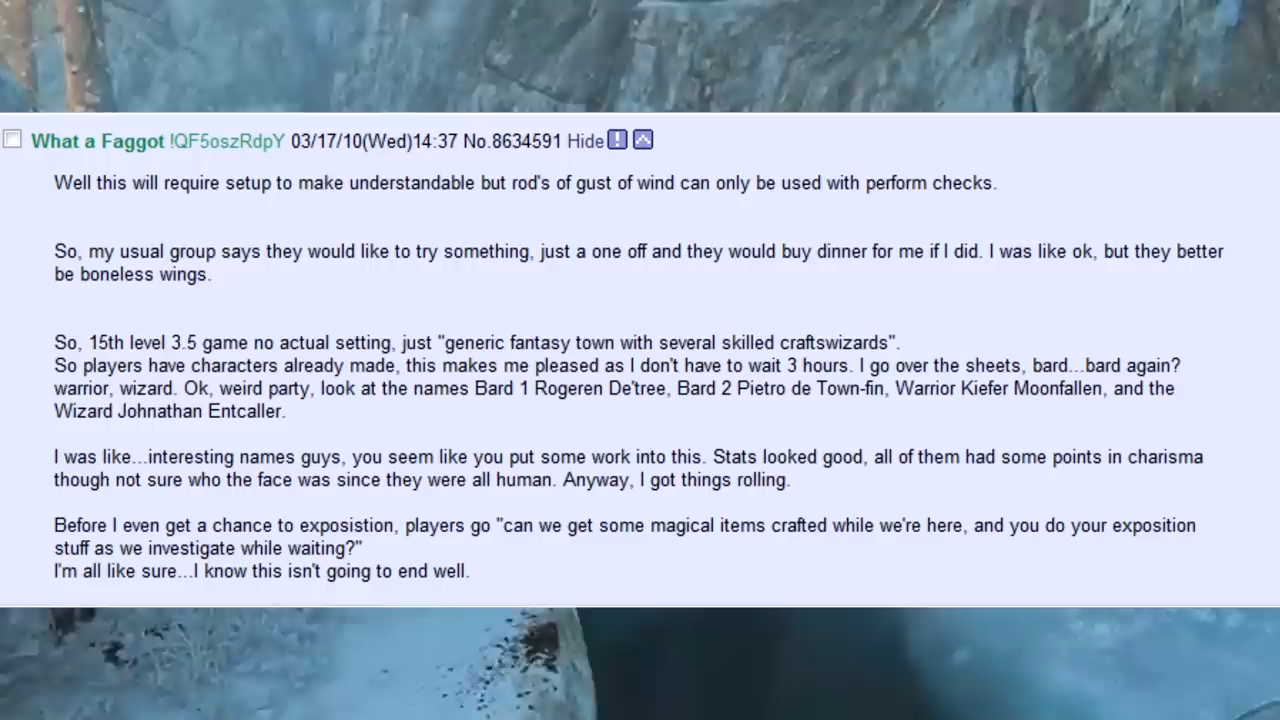 What a Faggot !QF5oszRdpY 03/17/10(Wed)14:37 No.8634591 Hide
Well this will require setup to make understandable but rod's of gust of wind can only be used with perform checks.
So, my usual group says they would like to try something, just a one off and they would buy dinner for me if I did. I was like ok, but they better
be boneless wings.
So, 15th level 3.5 game no actual setting, just "generic fantasy town with several skilled craftswizards".
So players have characters already made, this makes me pleased as I don't have to wait 3 hours. I go over the sheets, bard...bard again?
warrior, wizard. Ok, weird party, look at the names Bard 1 Rogeren De'tree, Bard 2 Pietro de Town-fin, Warrior Kiefer Moonfallen, and the
Wizard Johnathan Entcaller.
I was like...interesting names guys, you seem like you put some work into this. Stats looked good, all of them had some points in charisma
though not sure who the face was since they were all human. Anyway, I got things rolling.
Before I even get a chance to exposistion, players go "can we get some magical items crafted while we're here, and you do your exposition
stuff as we investigate while waiting?"
I'm all like sure...I know this isn't going to end well.